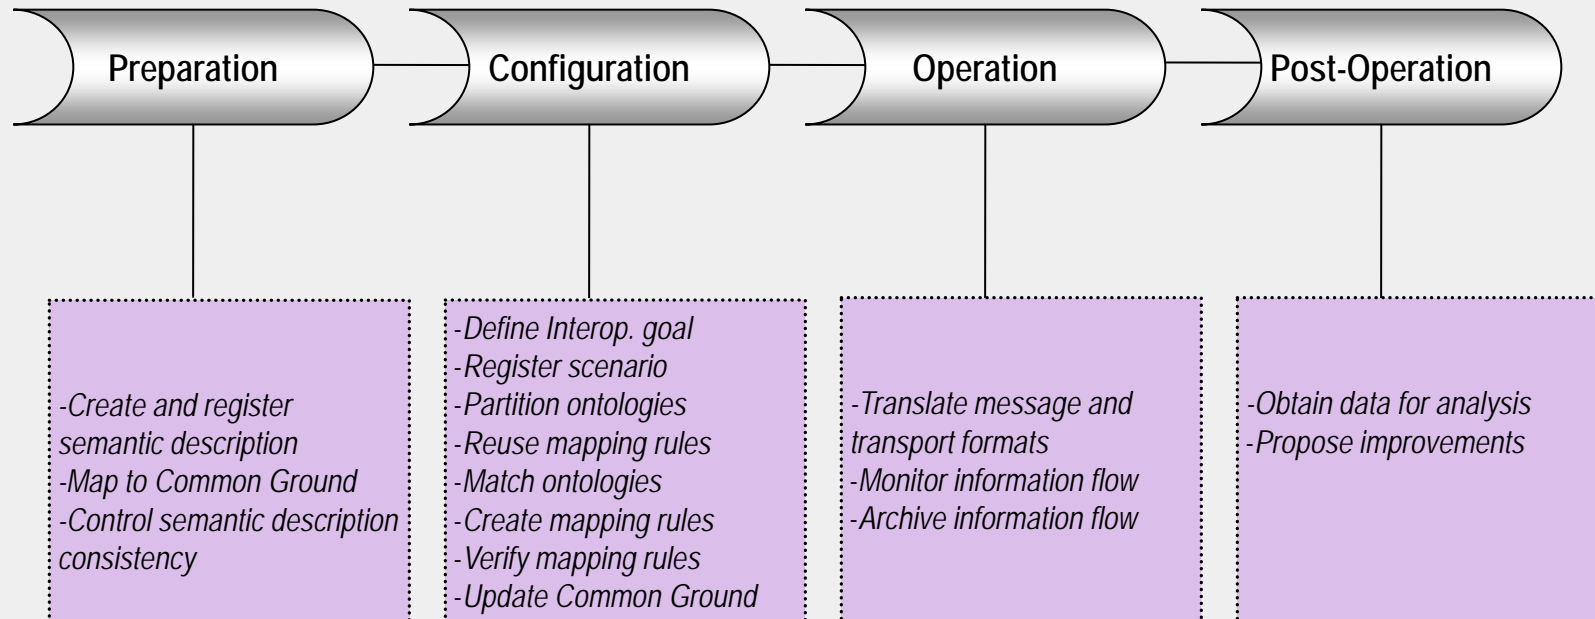 Preparation
Configuration
Operation
Post-Operation
-Create and register
semantic description
-Map to Common Ground
-Control semantic description
consistency
-Define Interop. goal
-Register scenario
-Partition ontologies
-Reuse mapping rules
-Match ontologies
-Create mapping rules
-Verify mapping rules
-Update Common Ground
-Translate message and
transport formats
-Monitor information flow
-Archive information flow
-Obtain data for analysis
-Propose improvements